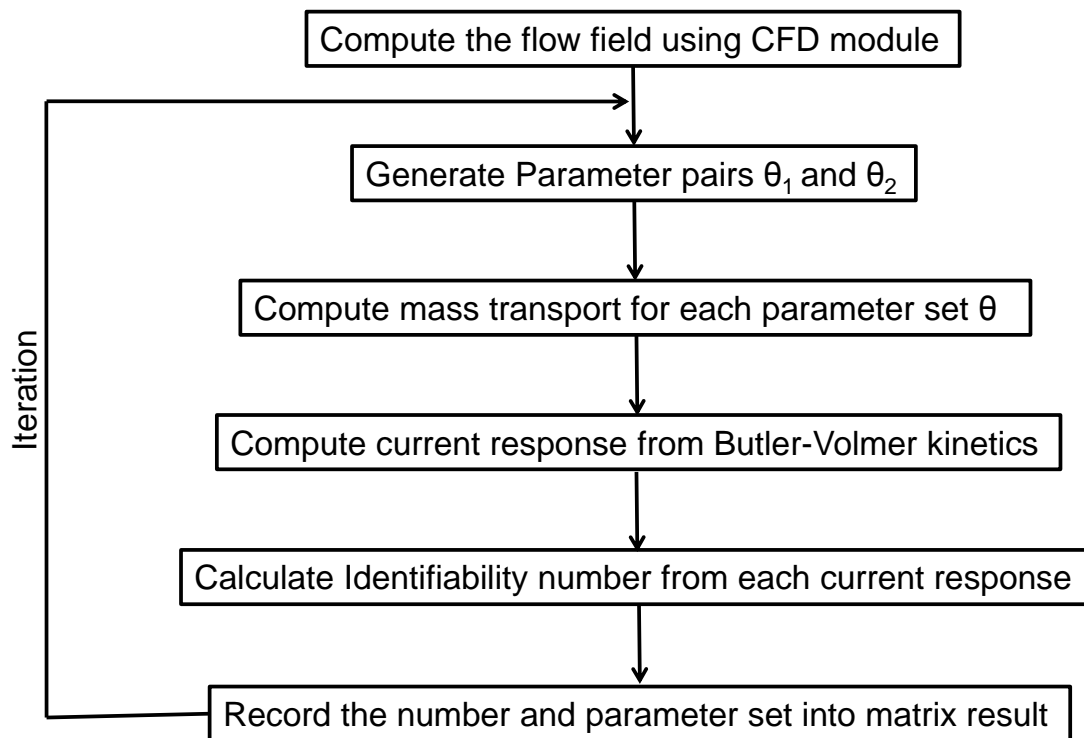 Compute the flow field using CFD module
Generate Parameter pairs θ₁ and θ₂
Compute mass transport for each parameter set θ
Iteration
Compute current response from Butler-Volmer kinetics
Calculate Identifiability number from each current response
Record the number and parameter set into matrix result